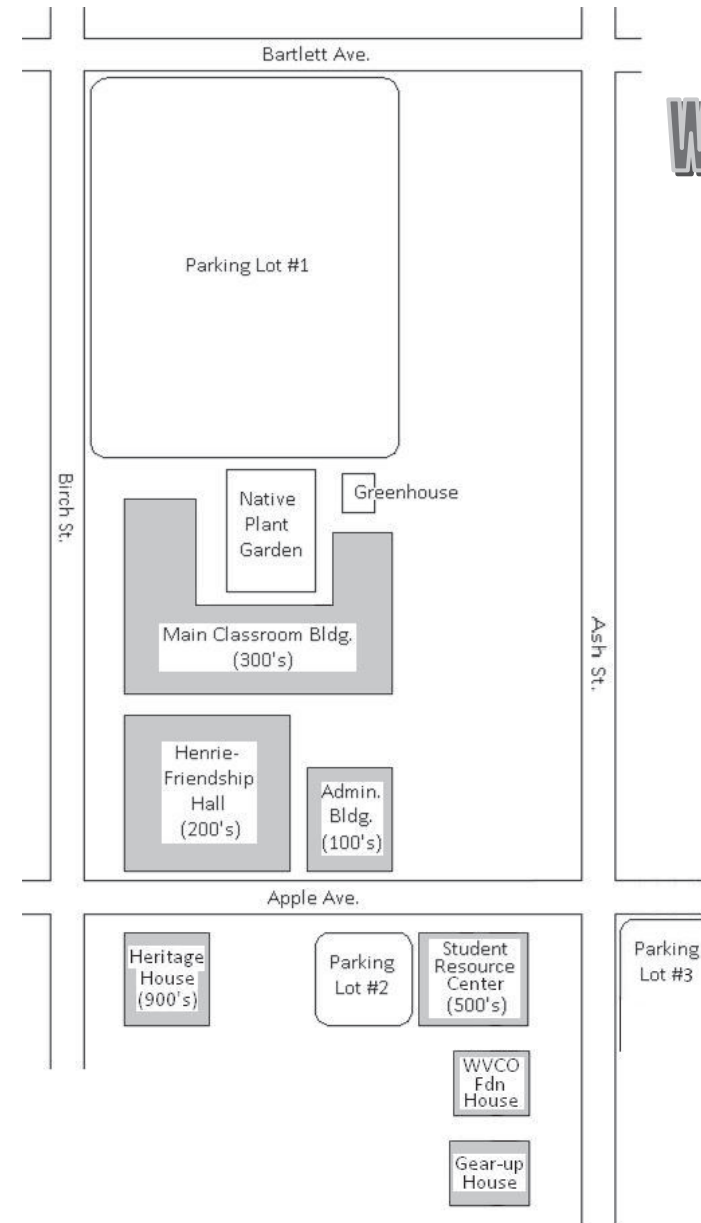 Bartlett Ave.
W
Parking Lot #1
Birch St.
Native
Plant
Garden
Greenhouse
Main Classroom Bldg.
(300's)
Ash St.
Henrie-
Friendship
Hall
(200's)
Admin.
Bldg.
(100's)
Apple Ave.
Heritage
House
(900's)
Parking
Lot #2
Student
Resource
Center
(500's)
Parking
Lot #3
WVCO
Fdn
House
Gear-up
House